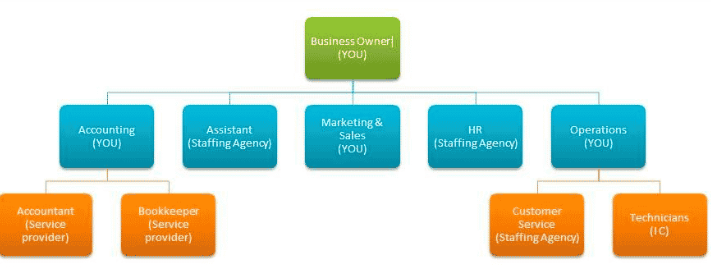 Business Owner
(YOU)
Accounting
(YOU)
Assistant
(Staffing Agency)
Marketing &
Sales
(YOU)
HR
(Staffing Agency)
Operations
(YOU)
Accountant
(Service
provider)
Bookkeeper
(Service
provider)
Customer
Service
(Staffing Agency)
Technicians
(I C)